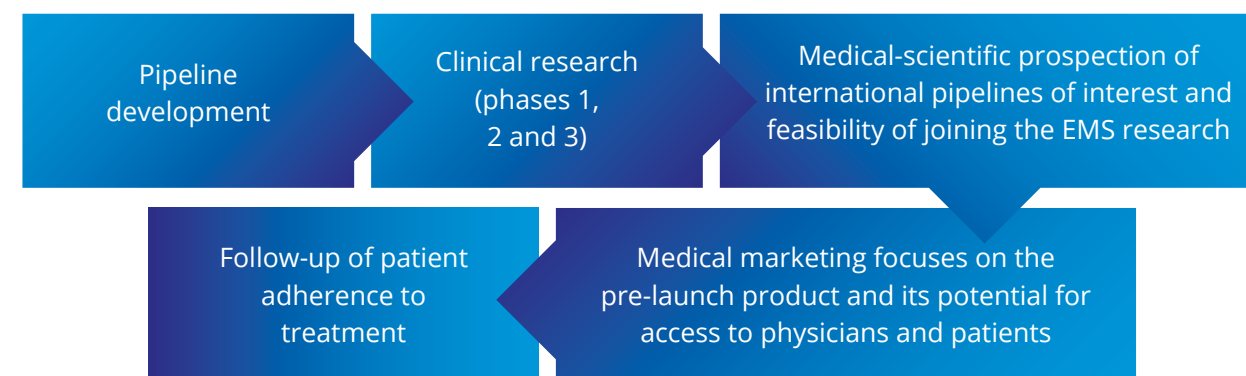 Pipeline
development
Clinical research
(phases 1,
2 and 3)
Medical-scientific prospection of
international pipelines of interest and
feasibility of joining the EMS research
Medical marketing focuses on the
pre-launch product and its potential for
access to physicians and patients
Follow-up of patient
adherence to
treatment